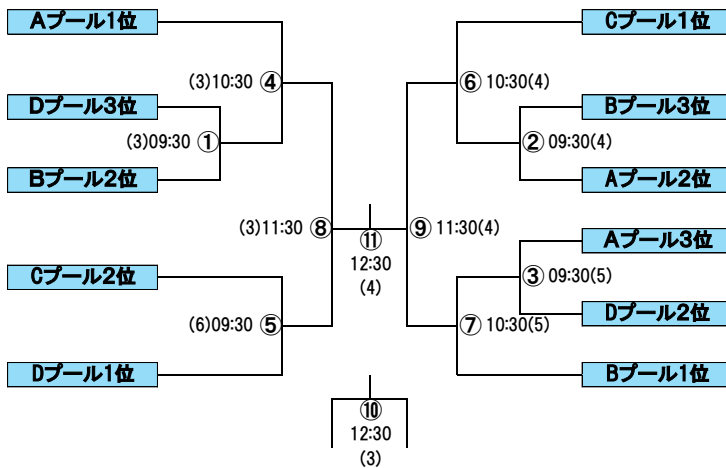 Aプール1位
Cプール1位
(3)10:30 ④
⑥ 10:30(4)
Dプール3位
Bプール3位
(3)09:30 ①
② 09:30(4)
Bプール2位
Aプール2位
(3)11:30 ⑧
⑪
12:30
(4)
⑨ 11:30(4)
Aプール3位
Cプール2位
③ 09:30(5)
Dプール2位
(6)09:30 ⑤
⑦ 10:30(5)
Dプール1位
Bプール1位
⑩
12:30
(3)